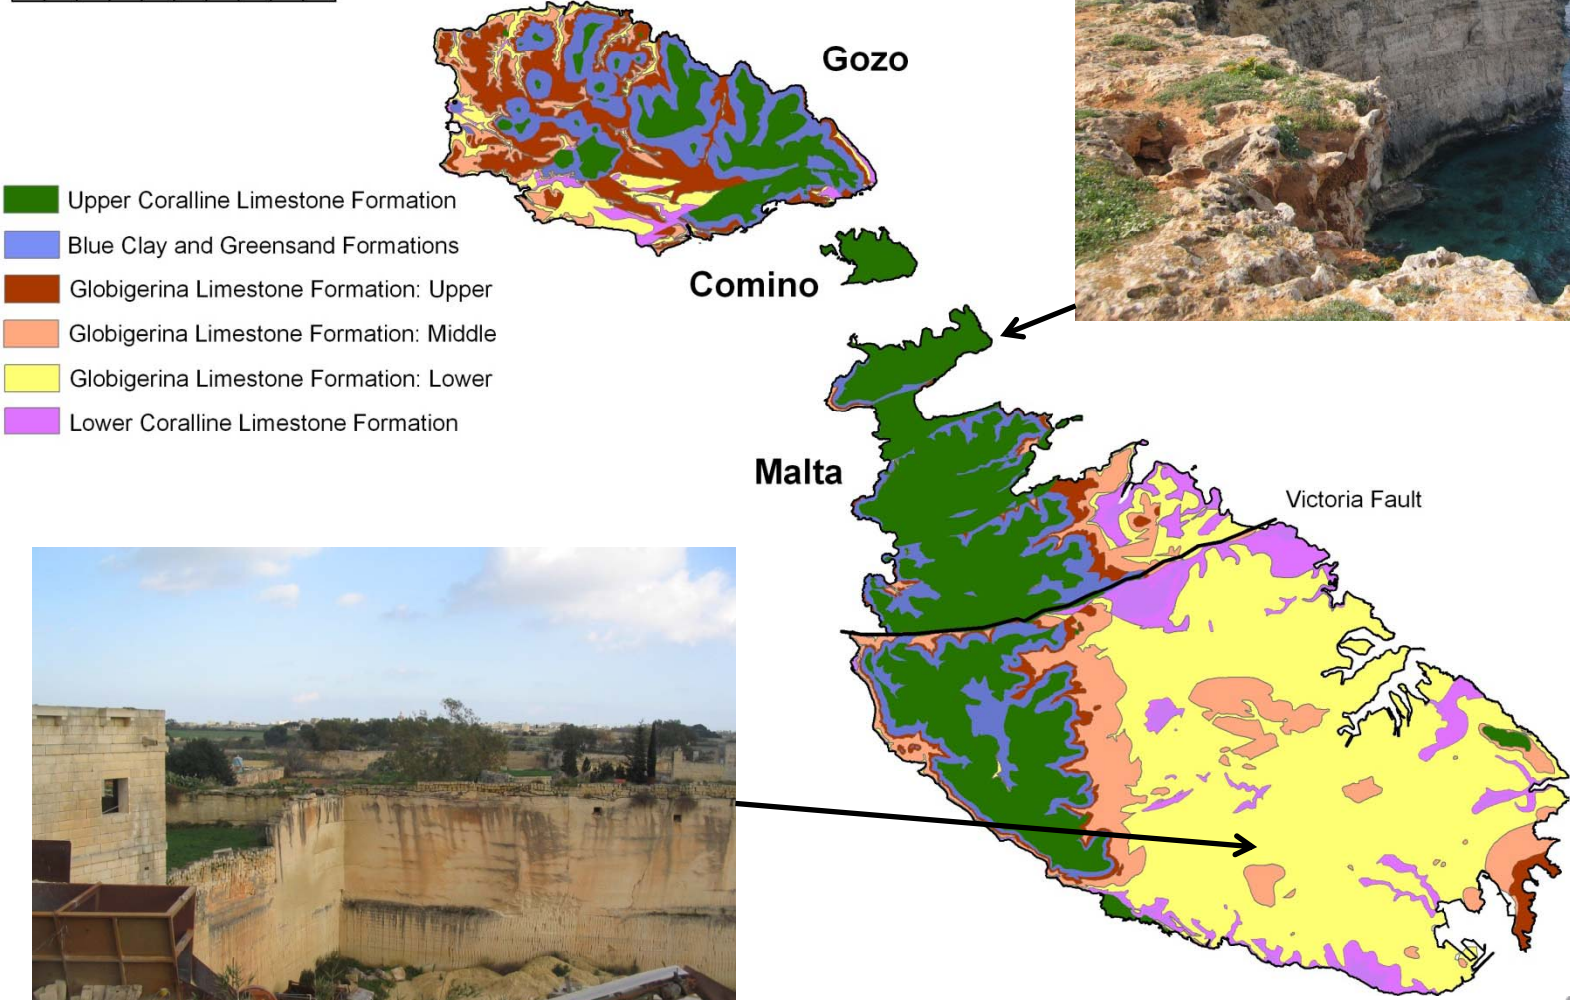 Gozo
Upper Coralline Limestone Formation
Blue Clay and Greensand Formations
Globigerina Limestone Formation: Upper
Globigerina Limestone Formation: Middle
Globigerina Limestone Formation: Lower
Lower Coralline Limestone Formation
Comino
Malta
Victoria Fault